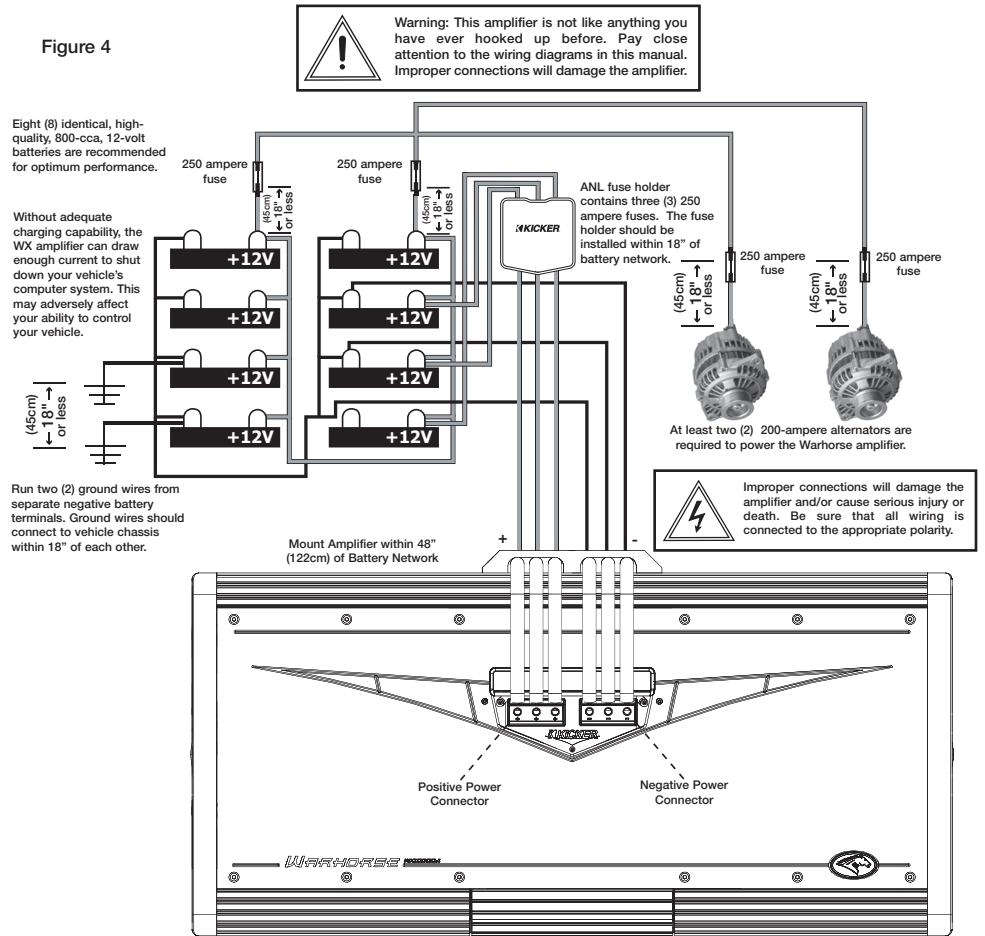 Figure 4
Warning: This amplifier is not like anything you
have ever hooked up before. Pay close
attention to the wiring diagrams in this manual.
Improper connections will damage the amplifier.
Eight (8) identical, high-
quality, 800-cca, 12-volt
batteries are recommended
for optimum performance.
250 ampere
fuse
(45cm)
18"
or less
250 ampere
fuse
(45cm)
18"
or less
KICKER
ANL fuse holder
contains three (3) 250
ampere fuses. The fuse
holder should be
installed within 18” of
battery network.
250 ampere
fuse
(45cm)
18"
or less
250 ampere
fuse
(45cm)
18"
or less
Without adequate
charging capability, the
WX amplifier can draw
enough current to shut
down your vehicle’s
computer system. This
may adversely affect
your ability to control
your vehicle.
+12V
+12V
+12V
+12V
+12V
+12V
+12V
+12V
(45cm)
18"
or less
At least two (2) 200-ampere alternators are
required to power the Warhorse amplifier.
Run two (2) ground wires from
separate negative battery
terminals. Ground wires should
connect to vehicle chassis
within 18” of each other.
Improper connections will damage the
amplifier and/or cause serious injury or
death. Be sure that all wiring is
connected to the appropriate polarity.
Mount Amplifier within 48”
(122cm) of Battery Network
+
-
KICKER
Positive Power
Connector
Negative Power
Connector
WARHORSE